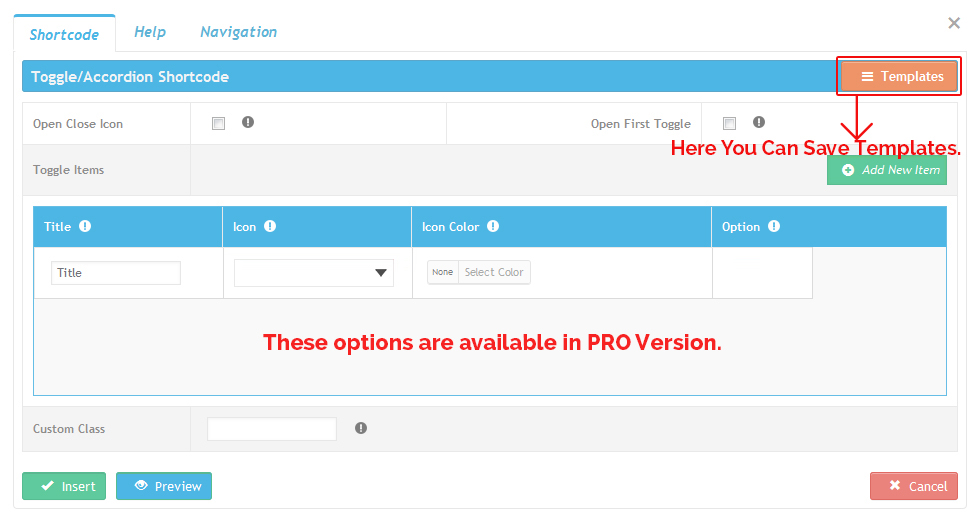 Shortcode Help Navigation
Toggle/Accordion Shortcode Templates
Open Close Icon Open First Toggle
Here You Can Save Templates.
Toggle Items Add New Item
Title Icon Icon Color Option
Title None Select Color
These options are available in PRO Version.
Custom Class
Insert Preview Cancel